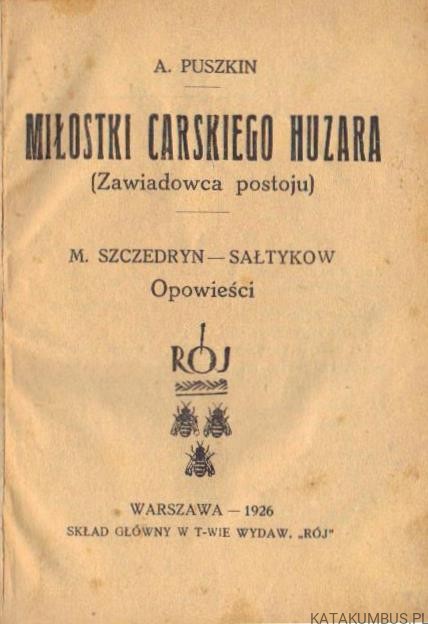 A. PUSZKIN
MIŁOSTKI CARSKIEGO HUZARA
(Zawiadowca postoju)
M. SZCZEDRYN — SAŁTYKOW
Opowieści
RÓJ
WARSZAWA — 1926
SKŁAD GŁÓWNY W T-WIE WYDAW. „RÓJ"
KATAKUMBUS.PL